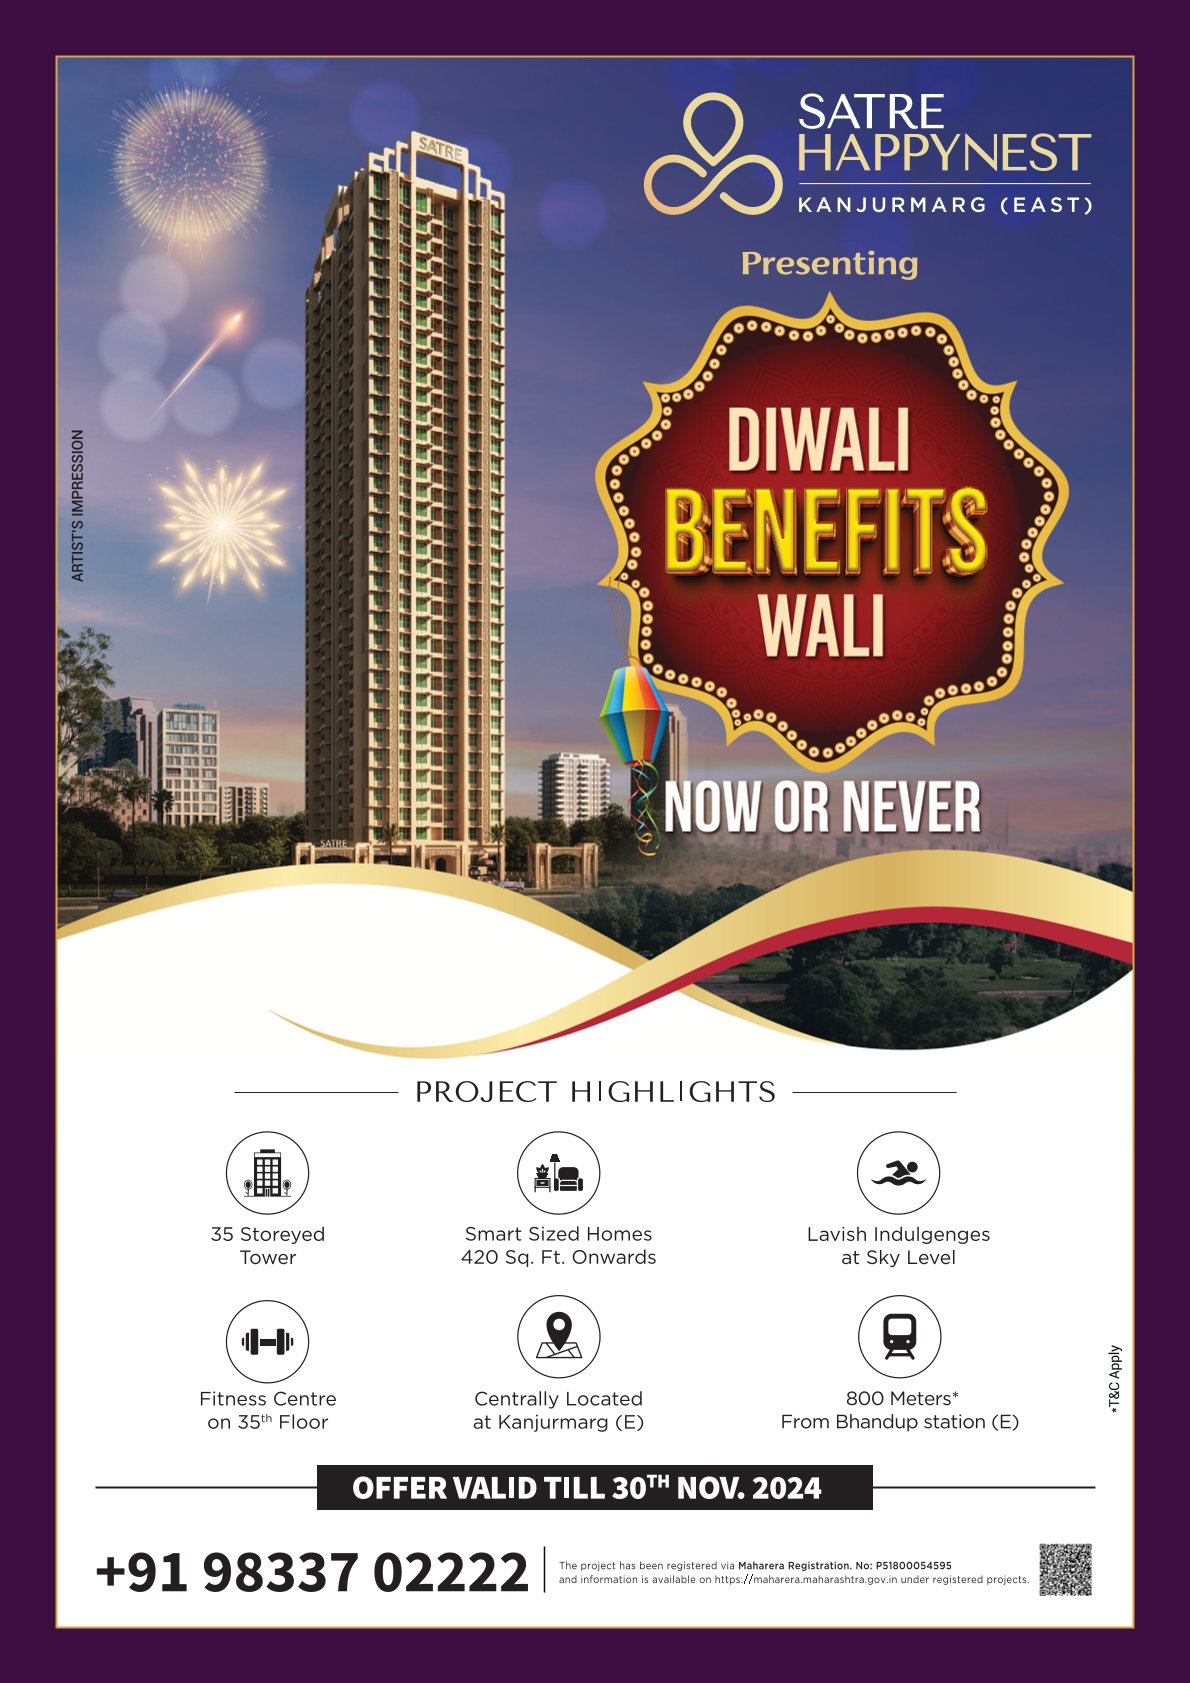 SATRE
HAPPYNEST
KANJURMARG (EAST)
Presenting
DIWALI
BENEFITS
WALI
NOW OR NEVER
SATRE
SATRE
ARTIST'S IMPRESSION
PROJECT HIGHLIGHTS
35 Storeyed
Tower
Smart Sized Homes
420 Sq. Ft. Onwards
Lavish Indulgenges
at Sky Level
Fitness Centre
on 35th Floor
Centrally Located
at Kanjurmarg (E)
800 Meters*
From Bhandup station (E)
*T&C Apply
OFFER VALID TILL 30TH NOV. 2024
+91 98337 02222
The project has been registered via Maharera Registration. No: P51800054595
and information is available on https://maharera.maharashtra.gov.in under registered projects.